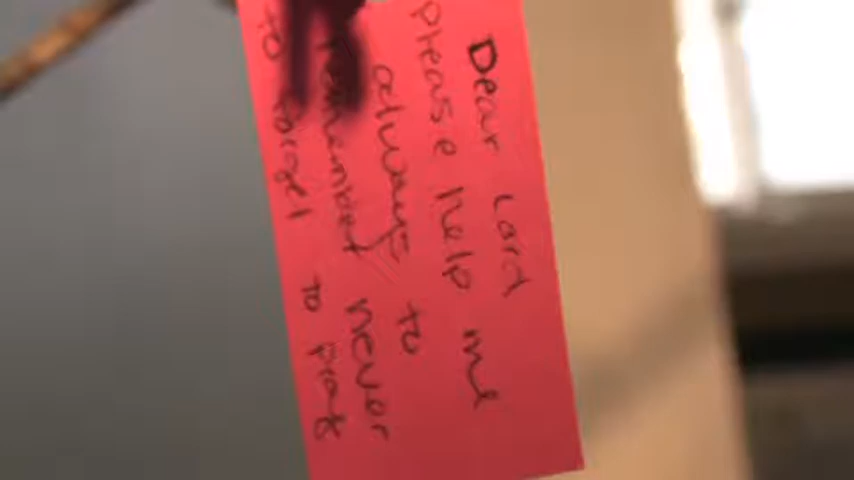 Dear Lord
Please help me
always to
remember never
to forget to pray